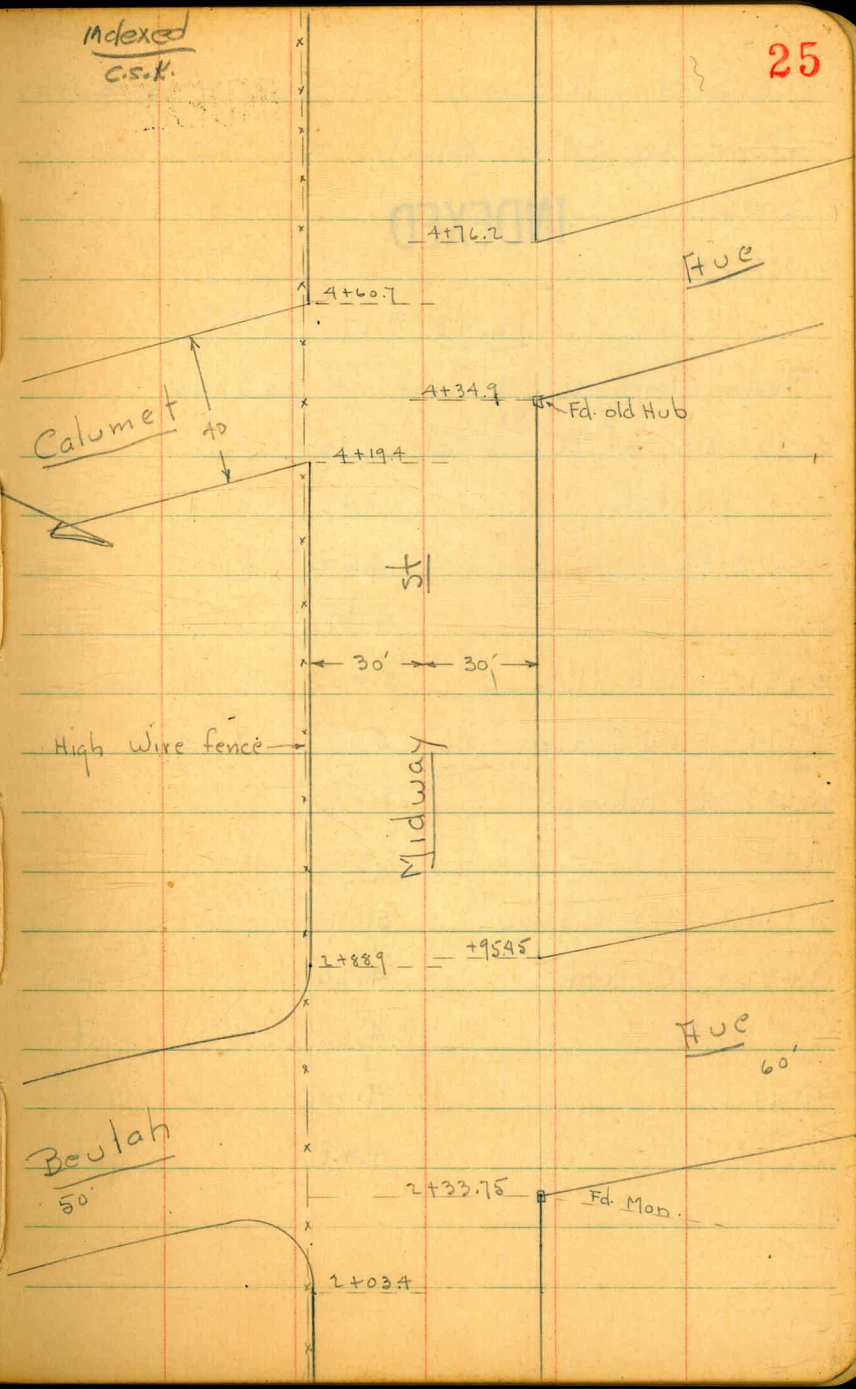 Indexed
C.S.K.
25
INDEXED
4+76.2
Ave
4+60.7
4+34.9
Fd. old Hub
Calumet
40
4+19.4
St
30'
30'
High Wire fence
Midway
2+88.9
+95.45
Ave
60'
Beulah
50'
2+33.75
Fd. Mon.
2+03.4